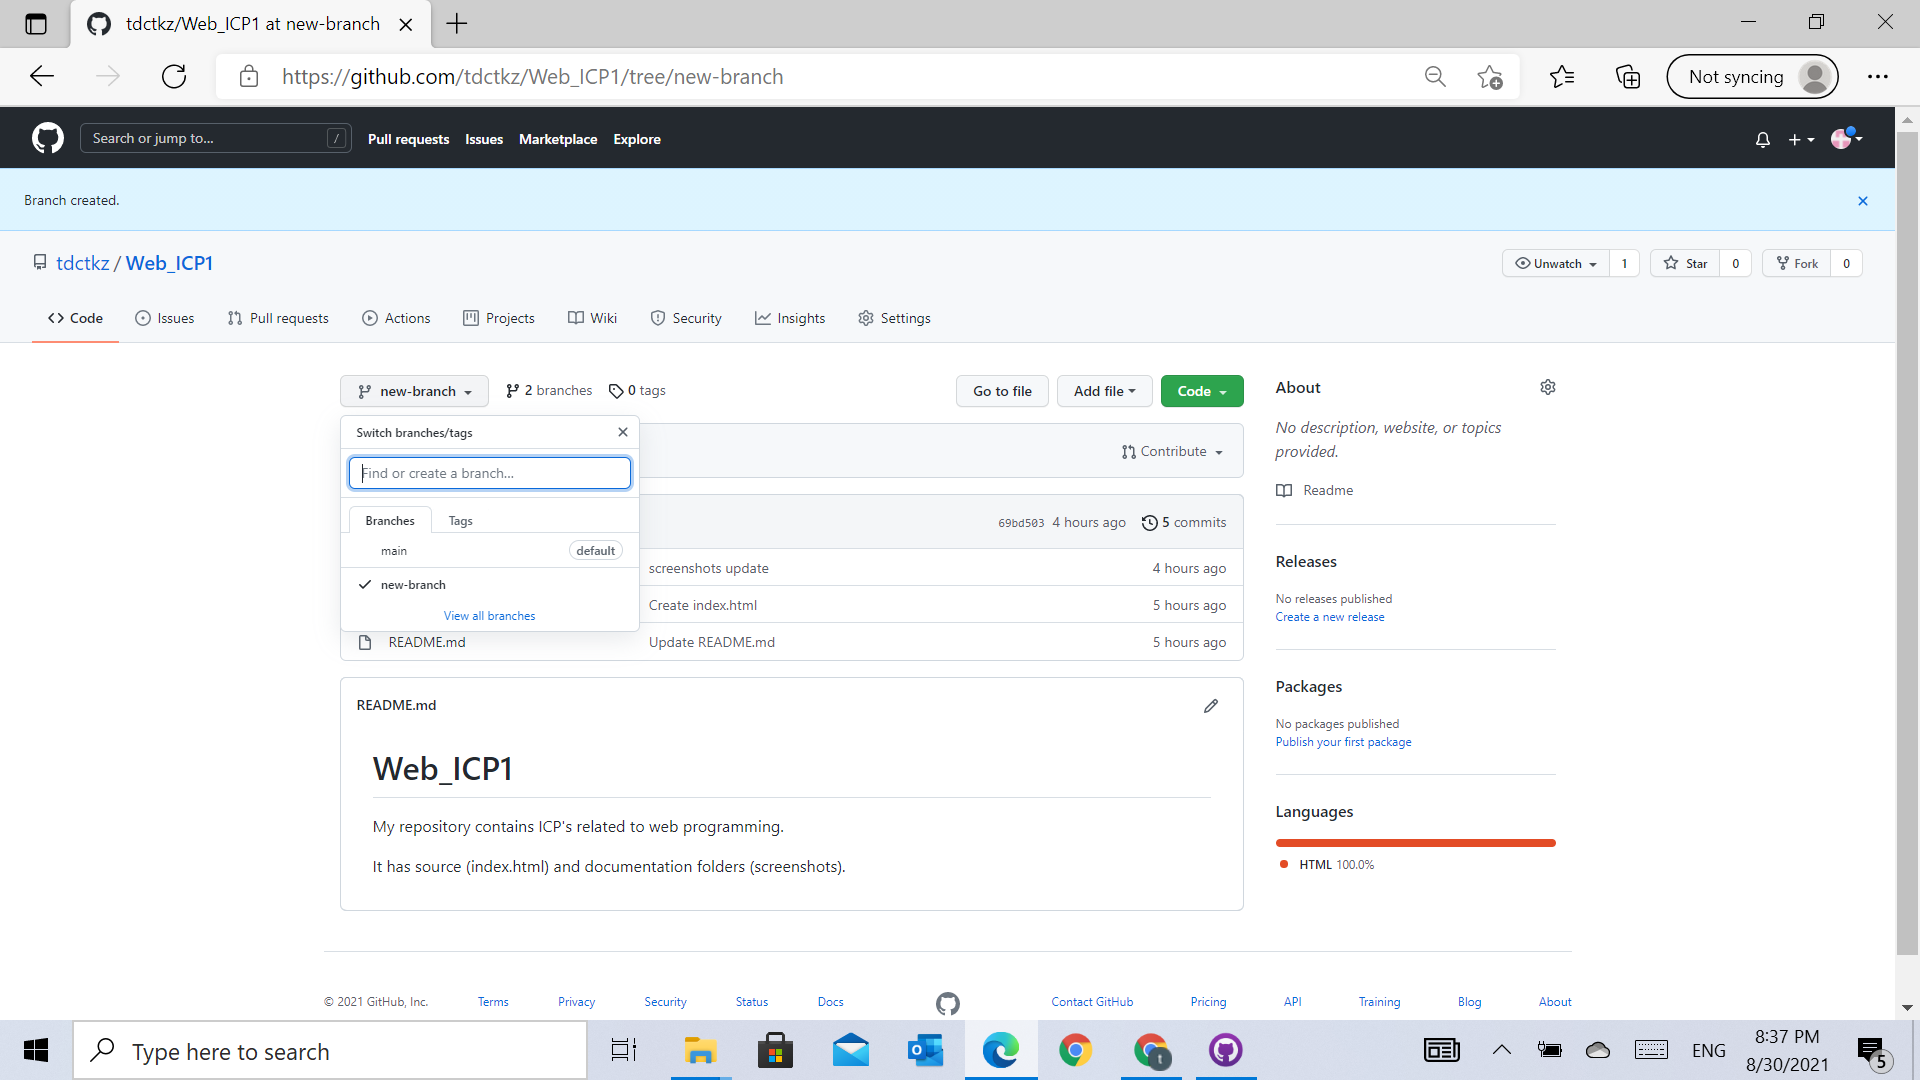 tdctkz/Web_ICP1 at new-branch
https://github.com/tdctkz/Web_ICP1/tree/new-branch
Not syncing
Search or jump to...
/
Pull requests
Issues
Marketplace
Explore
Branch created.
tdctkz / Web_ICP1
Unwatch 1
Star 0
Fork 0
Code
Issues
Pull requests
Actions
Projects
Wiki
Security
Insights
Settings
new-branch
2 branches
0 tags
Go to file
Add file
Code
Switch branches/tags
Find or create a branch...
Branches
Tags
main default
new-branch
View all branches
Contribute
69bd503 4 hours ago 5 commits
screenshots update 4 hours ago
Create index.html 5 hours ago
README.md Update README.md 5 hours ago
README.md
Web_ICP1
My repository contains ICP's related to web programming.
It has source (index.html) and documentation folders (screenshots).
About
No description, website, or topics
provided.
Readme
Releases
No releases published
Create a new release
Packages
No packages published
Publish your first package
Languages
HTML 100.0%
© 2021 GitHub, Inc.
Terms
Privacy
Security
Status
Docs
Contact GitHub
Pricing
API
Training
Blog
About
Type here to search
t
ENG
8:37 PM
8/30/2021
5